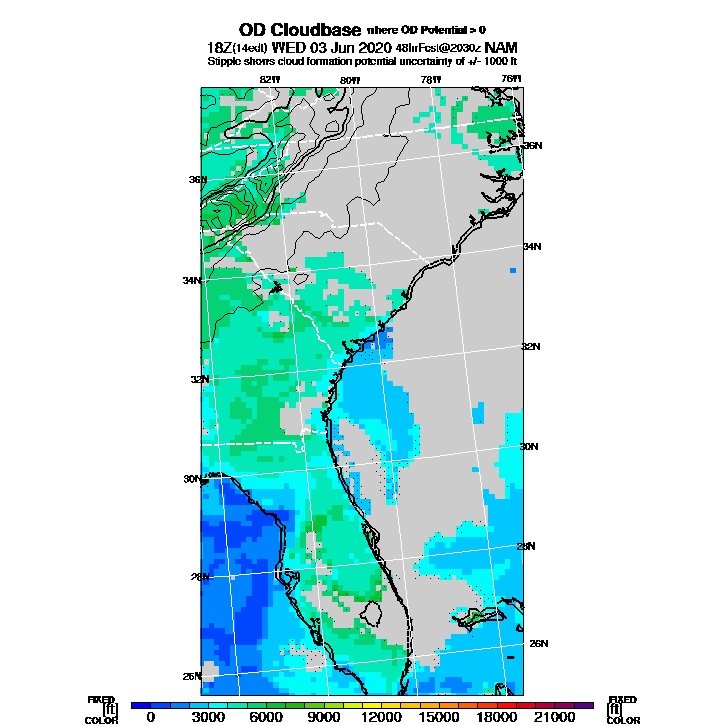 OD Cloudbase where OD Potential > 0
18Z(14edt) WED 03 Jun 2020 48hrFcst@2030z NAM
Stipple shows cloud formation potential uncertainty of +/- 1000 ft
82W 80W 78W 76W
36N
36N
34N
34N
32N
32N
30N
30N
28N
28N
26N
26N
FIXED FIXED
[ft] [ft]
COLOR COLOR
0 3000 6000 9000 12000 15000 18000 21000